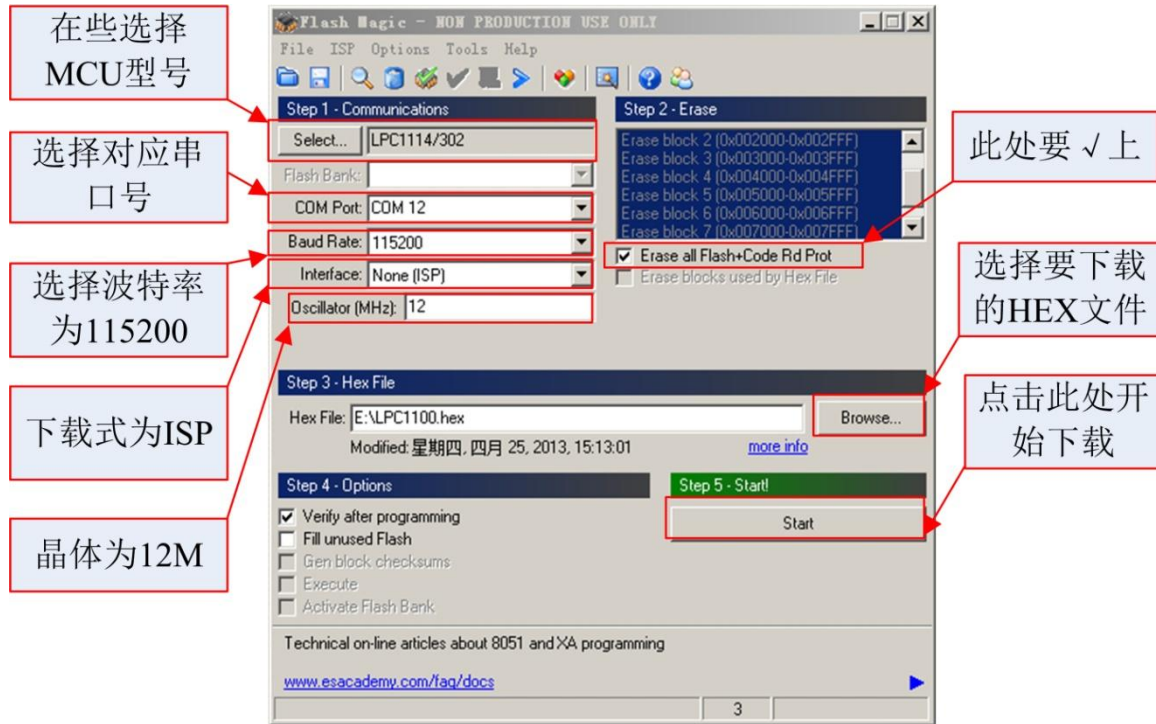 在些选择
MCU型号
选择对应串
口号
选择波特率
为115200
下载式为ISP
晶体为12M
Flash Magic - NON PRODUCTION USE ONLY
File ISP Options Tools Help
Step 1 - Communications
Select... LPC1114/302
Flash Bank:
COM Port: COM 12
Baud Rate: 115200
Interface: None (ISP)
Oscillator (MHz): 12
Step 2 - Erase
Erase block 2 (0x002000-0x002FFF)
Erase block 3 (0x003000-0x003FFF)
Erase block 4 (0x004000-0x004FFF)
Erase block 5 (0x005000-0x005FFF)
Erase block 6 (0x006000-0x006FFF)
Erase block 7 (0x007000-0x007FFF)
Erase all Flash+Code Rd Prot
Erase blocks used by Hex File
Step 3 - Hex File
Hex File: E:\LPC1100.hex Browse...
Modified: 星期四, 四月 25, 2013, 15:13:01 more info
Step 4 - Options
Verify after programming
Fill unused Flash
Gen block checksums
Execute
Activate Flash Bank
Step 5 - Start!
Start
Technical on-line articles about 8051 and XA programming
www.esacademy.com/faq/docs
3
此处要√上
选择要下载
的HEX文件
点击此处开
始下载